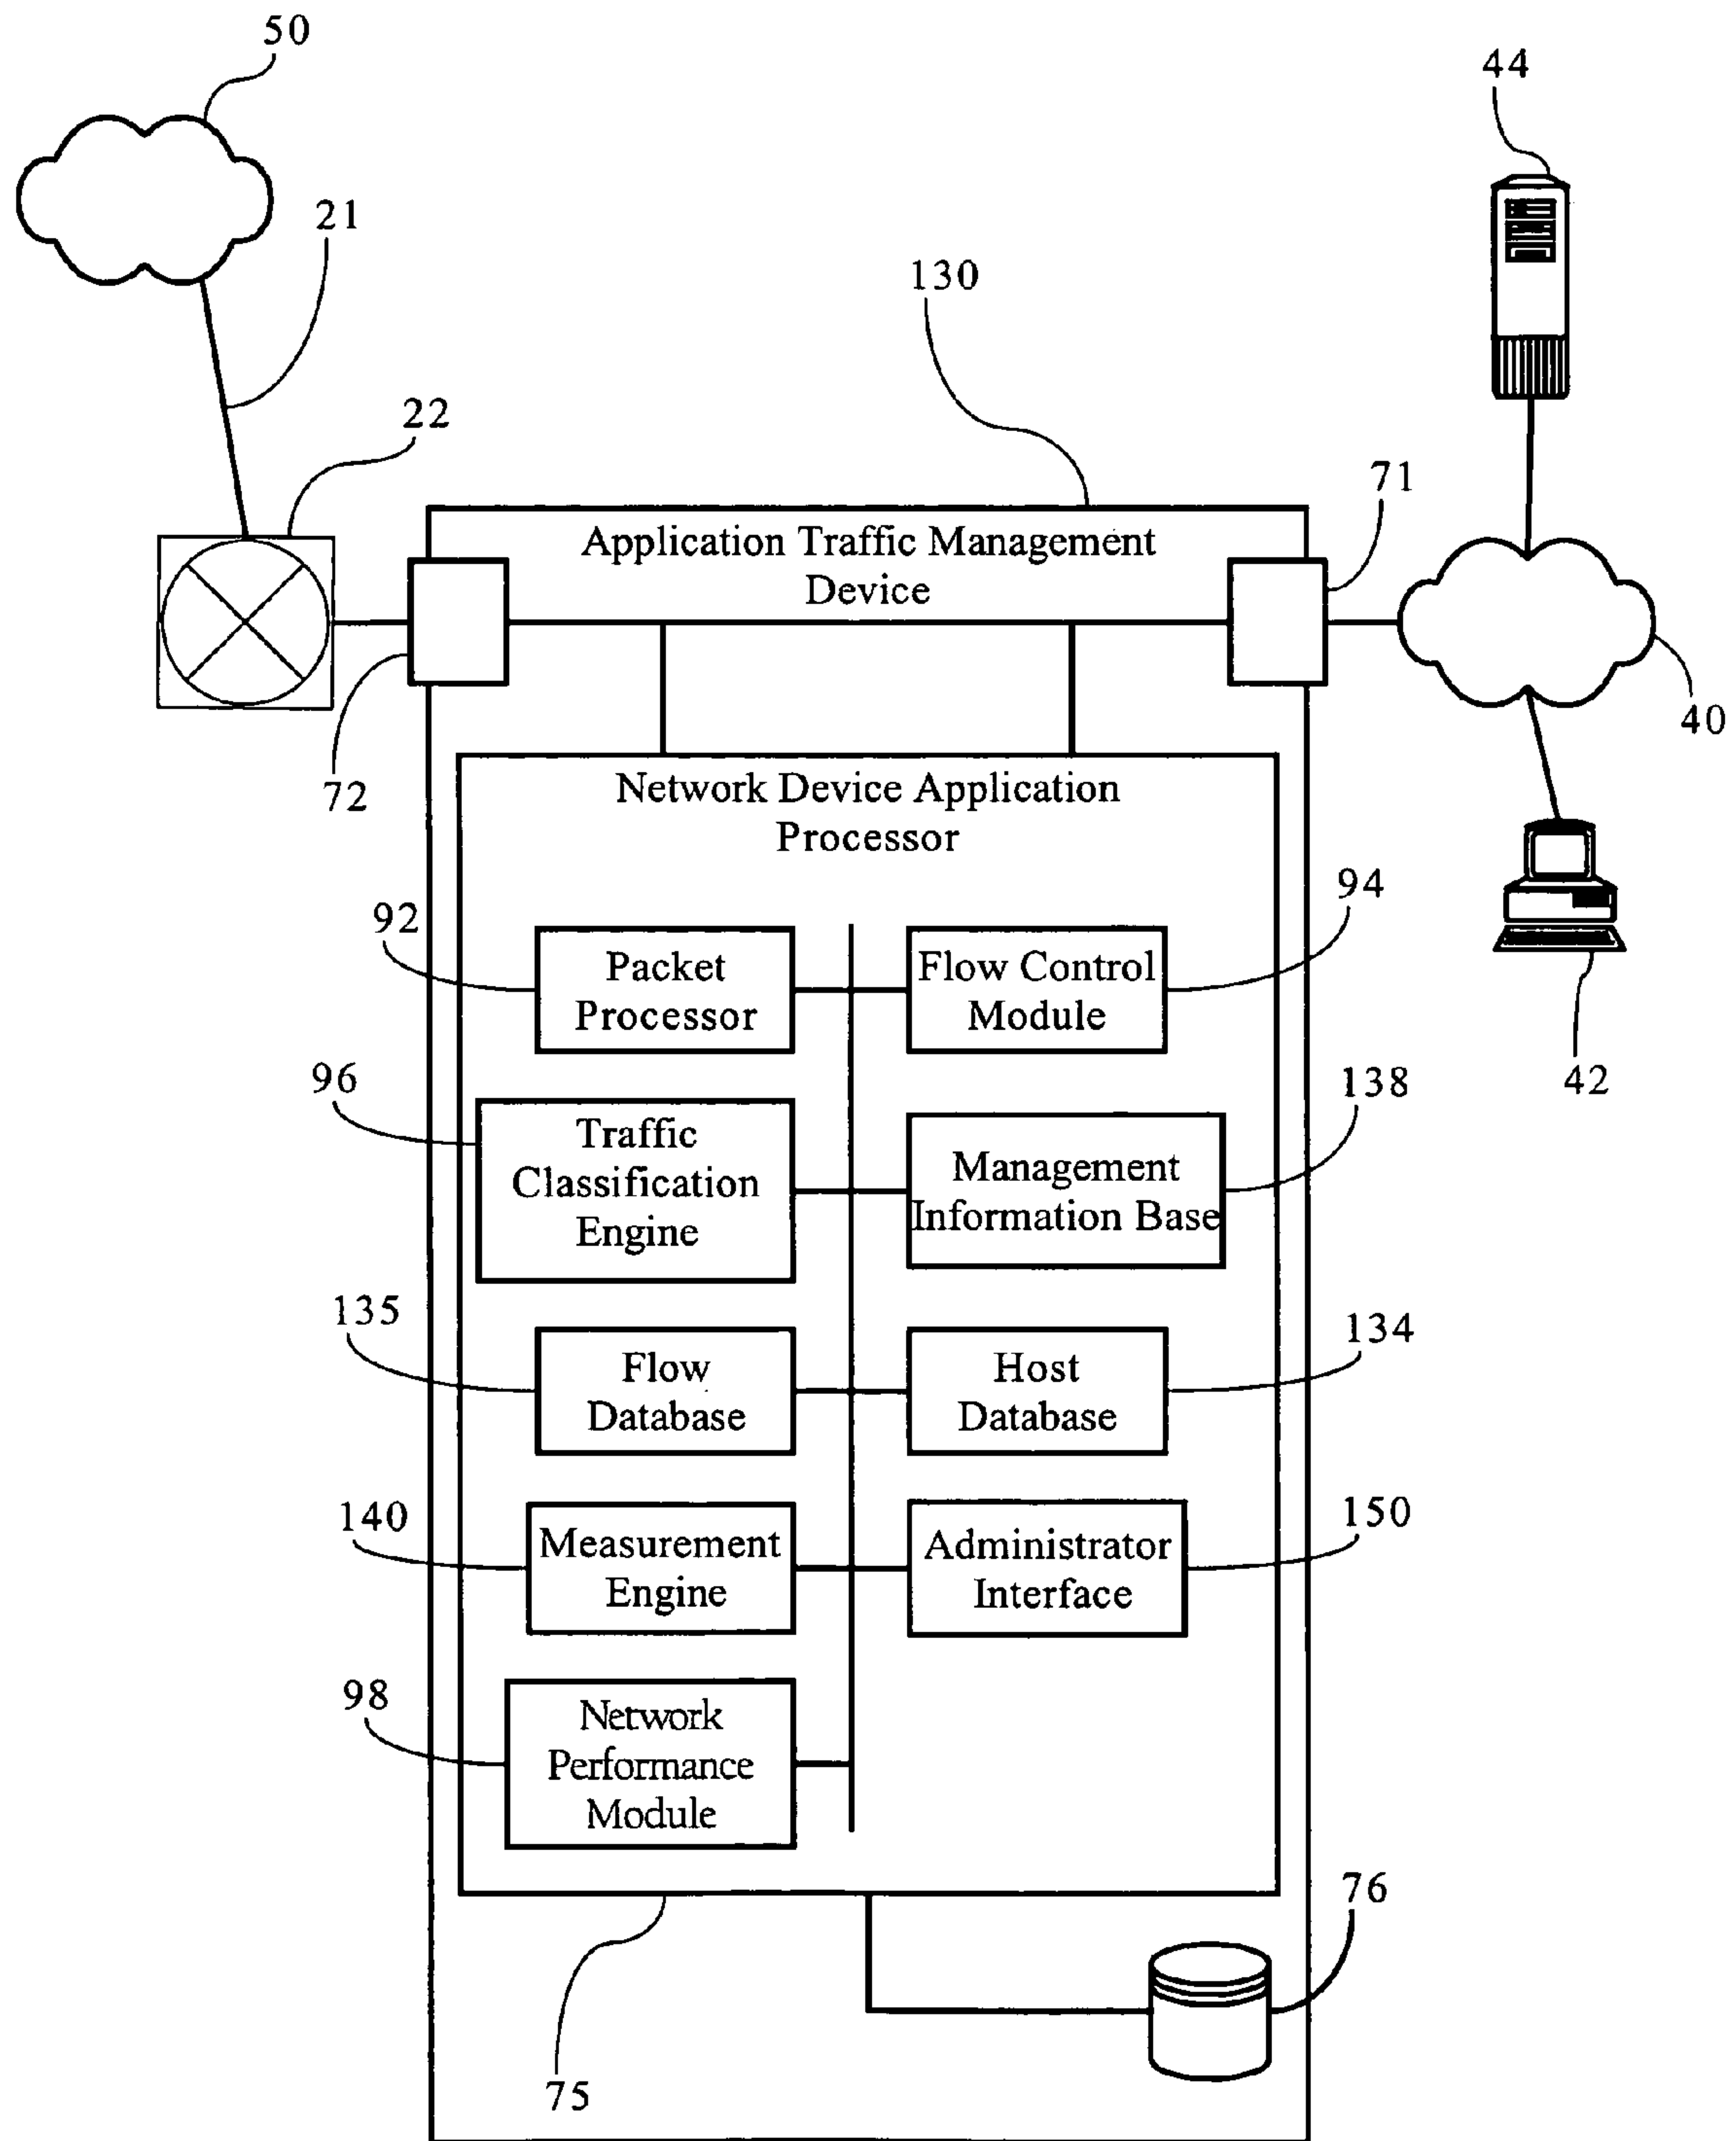 50
44
21
130
22
71
Application Traffic Management
Device
40
72
Network Device Application
Processor
94
92
Packet
Processor
Flow Control
Module
42
96
138
Traffic
Classification
Engine
Management
Information Base
135
134
Flow
Database
Host
Database
140
150
Measurement
Engine
Administrator
Interface
98
Network
Performance
Module
76
75